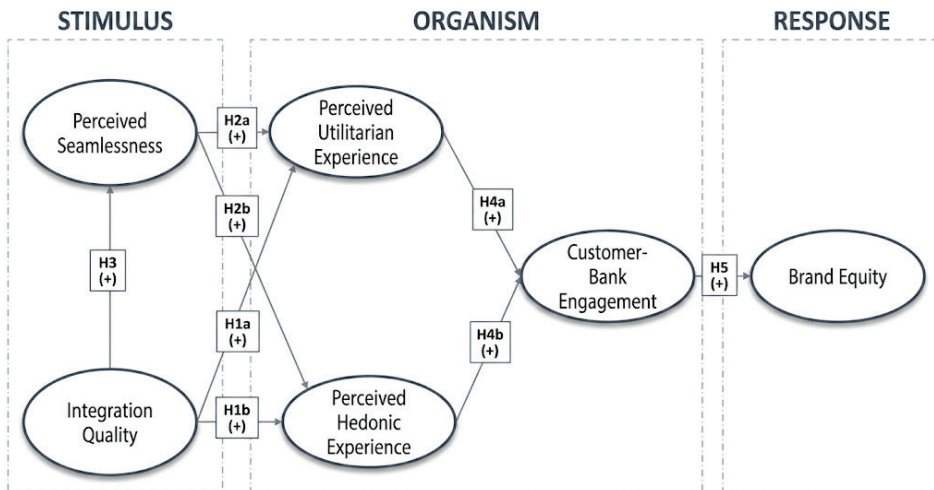 STIMULUS
ORGANISM
RESPONSE
Perceived
Seamlessness
H2a
(+)
Perceived
Utilitarian
Experience
H2b
(+)
H4a
(+)
H3
(+)
Customer-
Bank
Engagement
H5
(+)
Brand Equity
H1a
(+)
H4b
(+)
Integration
Quality
H1b
(+)
Perceived
Hedonic
Experience